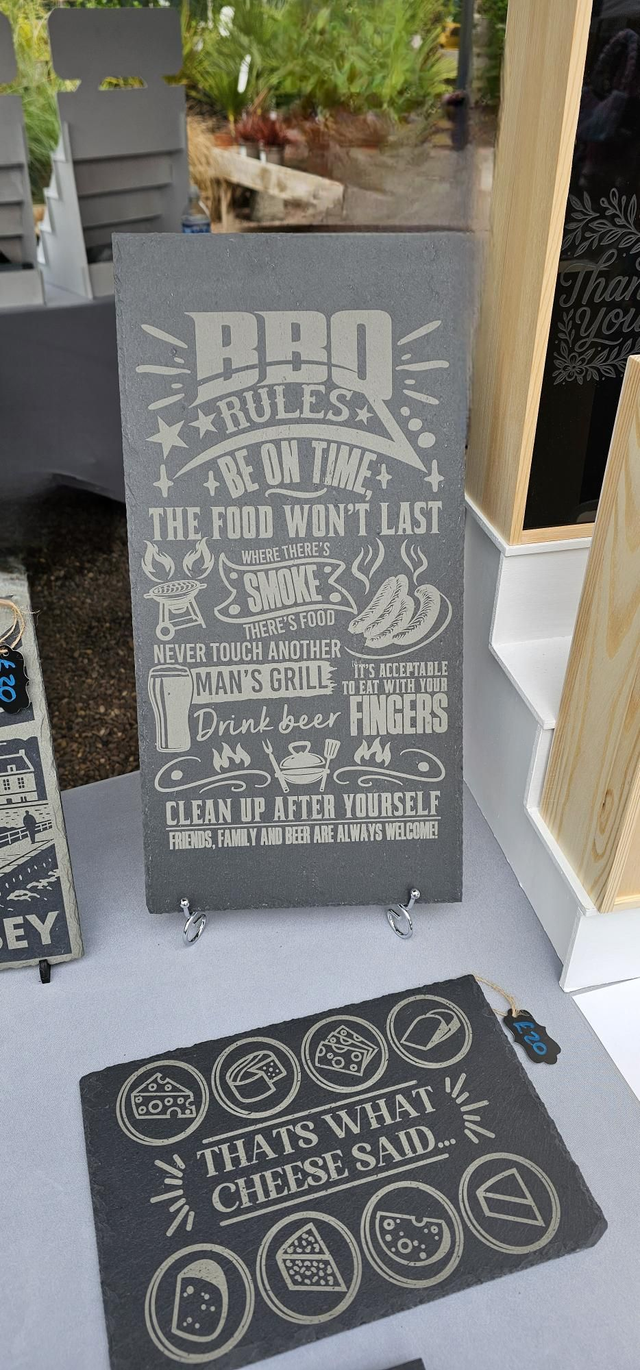 BBQ
RULES
BE ON TIME,
THE FOOD WON'T LAST
WHERE THERE'S
SMOKE
THERE'S FOOD
NEVER TOUCH ANOTHER
MAN'S GRILL
Drink beer
IT'S ACCEPTABLE
TO EAT WITH YOUR
FINGERS
CLEAN UP AFTER YOURSELF
FRIENDS, FAMILY AND BEER ARE ALWAYS WELCOME!
THATS WHAT
CHEESE SAID...
£20
£20
Than
You